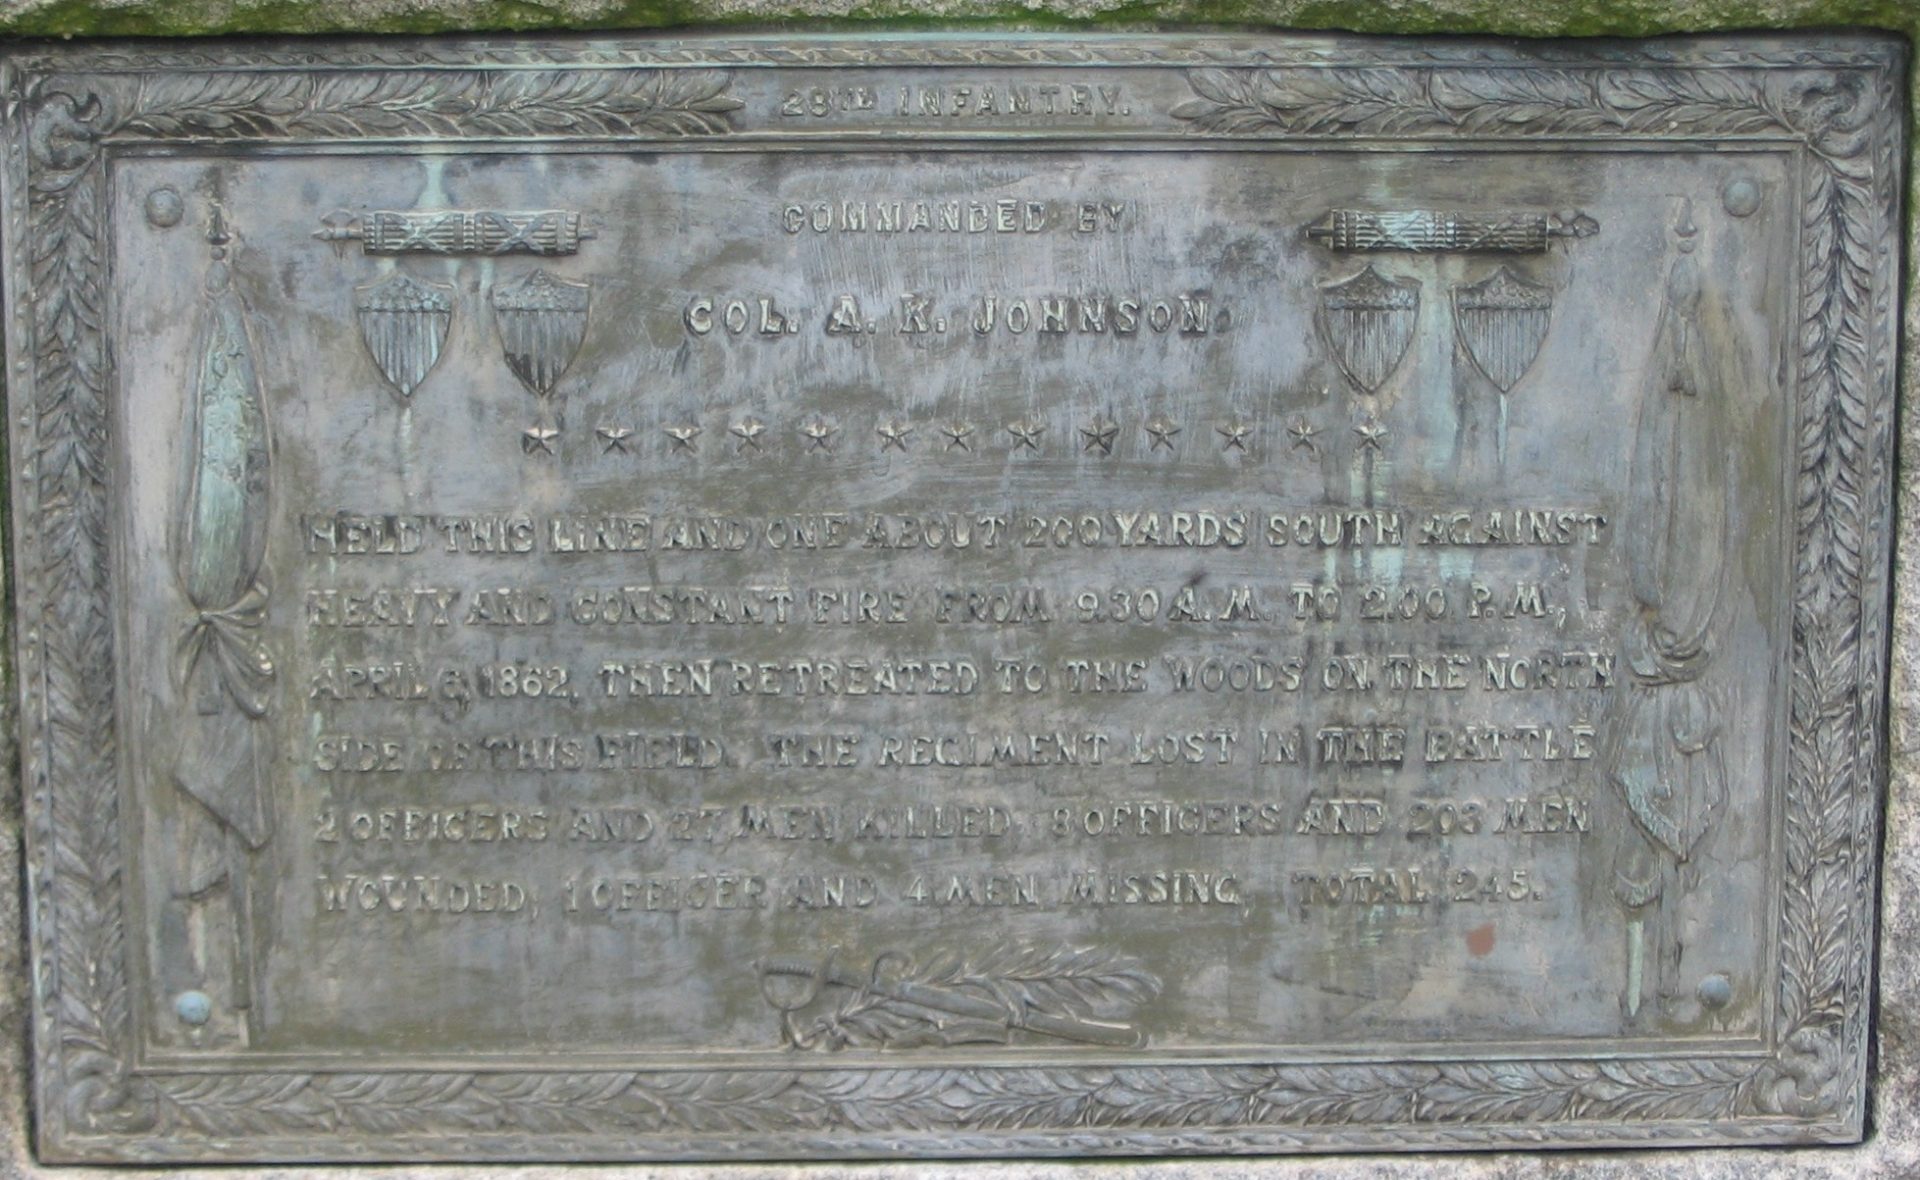 28TH INFANTRY.
COMMANDED BY
COL. A. K. JOHNSON.
HELD THIS LINE AND ONE ABOUT 200 YARDS SOUTH AGAINST
HEAVY AND CONSTANT FIRE FROM 9.30 A.M. TO 2.00 P.M.,
APRIL 6, 1862, THEN RETREATED TO THE WOODS ON THE NORTH
SIDE OF THIS FIELD. THE REGIMENT LOST IN THE BATTLE
2 OFFICERS AND 27 MEN KILLED, 8 OFFICERS AND 203 MEN
WOUNDED, 1 OFFICER AND 4 MEN MISSING, TOTAL 245.